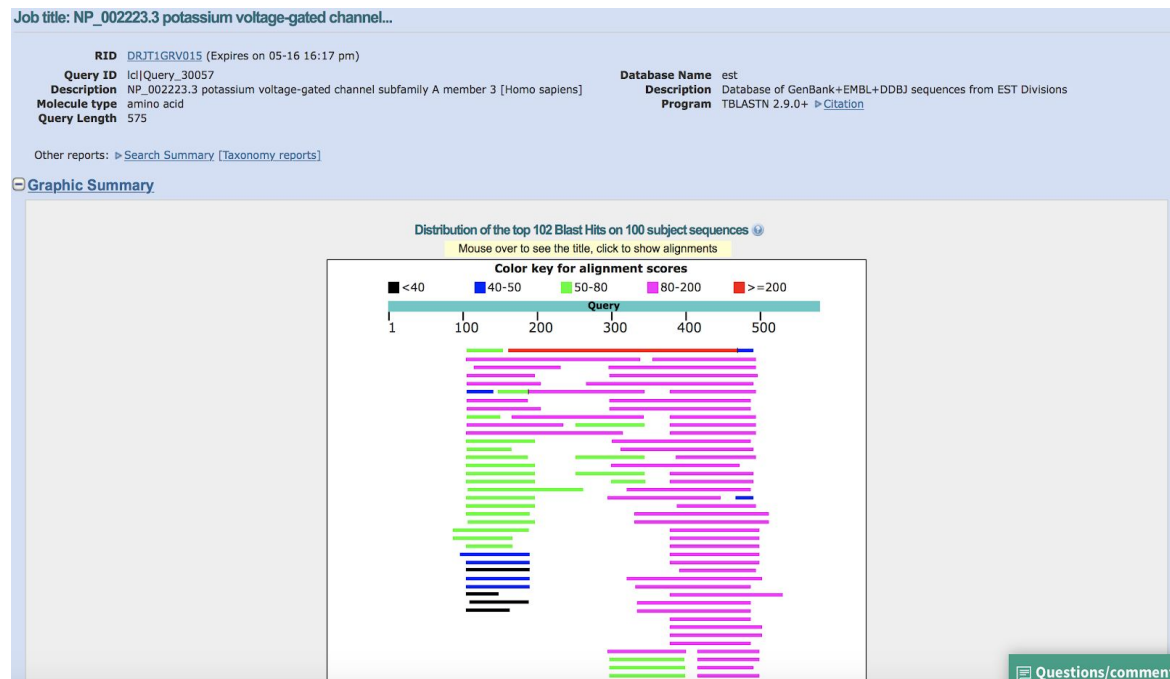 Job title: NP_002223.3 potassium voltage-gated channel...
RID DRJT1GRV015 (Expires on 05-16 16:17 pm)
Query ID lcl|Query_30057
Description NP_002223.3 potassium voltage-gated channel subfamily A member 3 [Homo sapiens]
Molecule type amino acid
Query Length 575
Database Name est
Description Database of GenBank+EMBL+DDBJ sequences from EST Divisions
Program TBLASTN 2.9.0+ Citation
Other reports: Search Summary [Taxonomy reports]
Graphic Summary
Distribution of the top 102 Blast Hits on 100 subject sequences
Mouse over to see the title, click to show alignments
Color key for alignment scores
<40 40-50 50-80 80-200 >=200
Query
1 100 200 300 400 500
Questions/comment